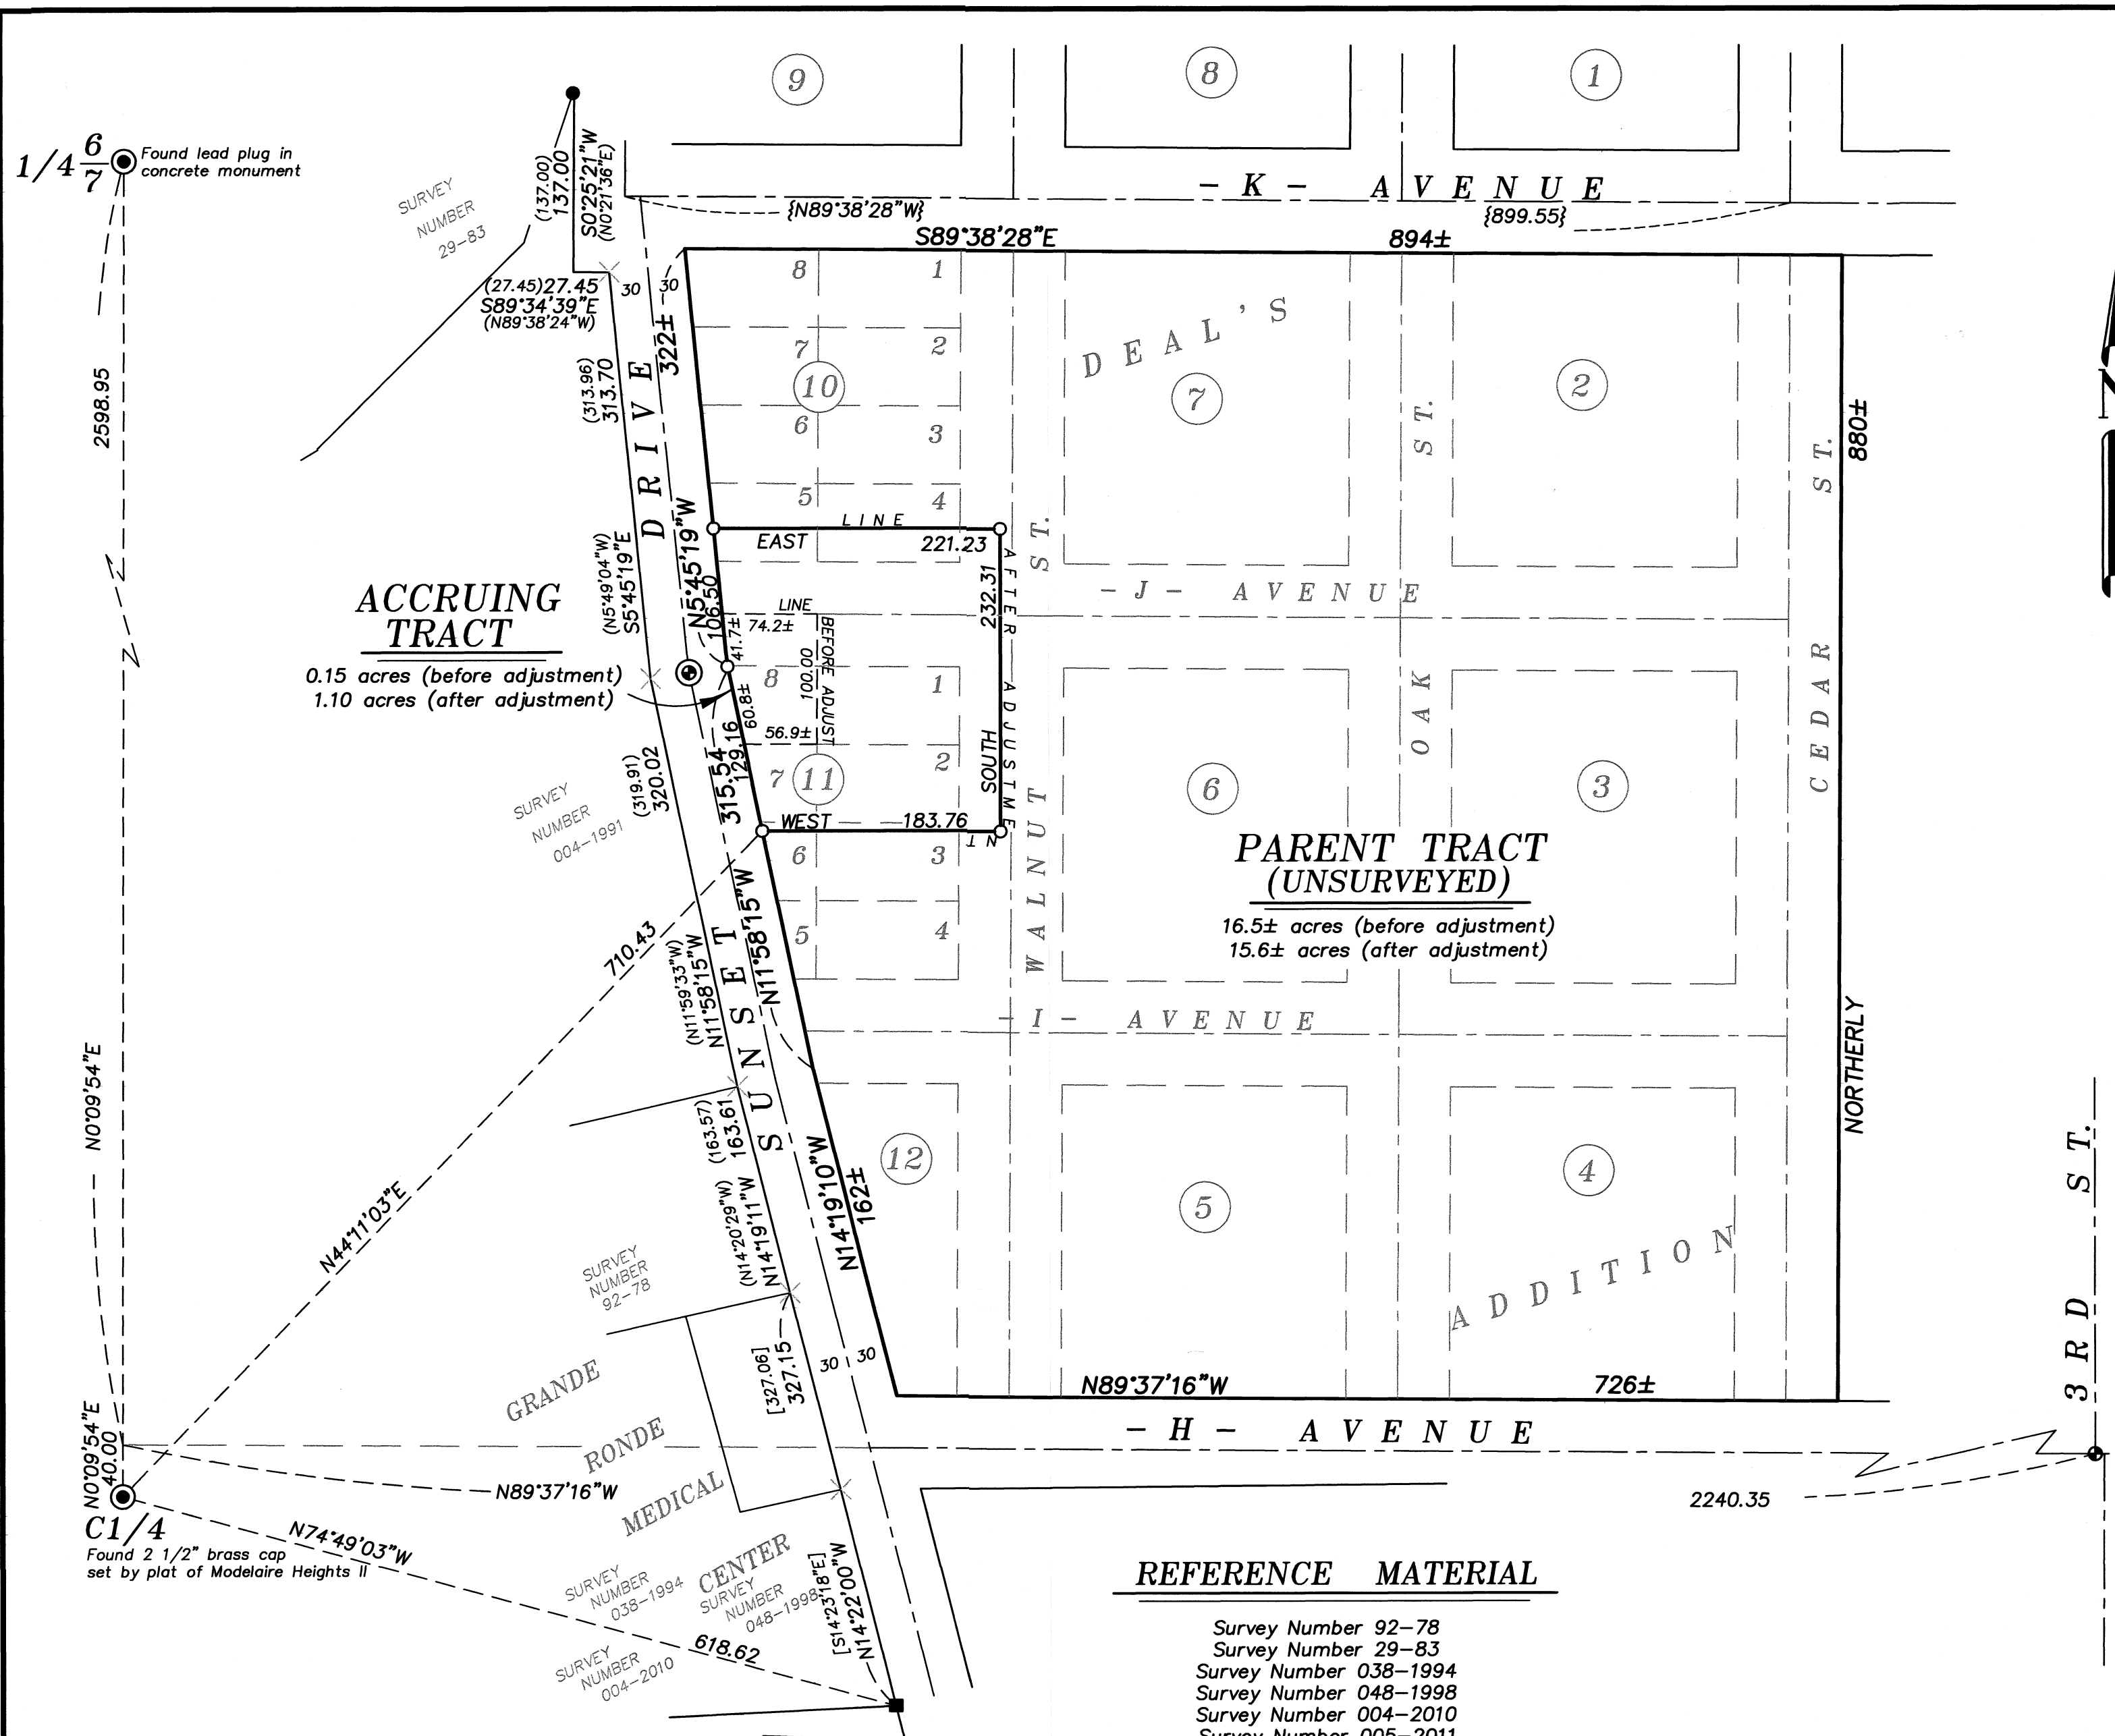 9
8
1
1/4 6/7
Found lead plug in
concrete monument
SURVEY
NUMBER
29-83
(137.00)
137.00
S0°25'21"W
(N0°21'36"E)
- K - AVENUE
{N89°38'28"W}
{899.55}
S89°38'28"E
894±
(27.45)27.45
S89°34'39"E
(N89°38'24"W)
30
30
322±
8
1
7
2
10
6
3
5
4
DEAL'S
7
2
2598.95
(313.96)
313.70
DRIVE
OAK ST.
CEDAR ST.
880±
N
N5°45'19"W
106.50
(N5°49'04"W)
S5°45'19"E
LINE
EAST
221.23
232.31
SOUTH
AFTER ADJUSTMENT
WALNUT ST.
- J - AVENUE
ACCRUING
TRACT
0.15 acres (before adjustment)
1.10 acres (after adjustment)
LINE
74.2±
41.7±
BEFORE ADJUST
100.00
8
1
60.8±
56.9±
129.16
315.54
7
11
2
WEST
183.76
6
3
5
4
(319.91)
320.02
SURVEY
NUMBER
004-1991
6
3
PARENT TRACT
(UNSURVEYED)
16.5± acres (before adjustment)
15.6± acres (after adjustment)
710.43
N11°58'15"W
(N11°59'33"W)
N11°58'15"W
SUNSET
- I - AVENUE
NORTHERLY
N0°09'54"E
(163.57)
163.61
(N14°20'29"W)
N14°19'11"W
N14°19'10"W
162±
12
5
4
ADDITION
3RD ST.
N44°11'03"E
SURVEY
NUMBER
92-78
[327.06]
327.15
30
30
N89°37'16"W
726±
- H - AVENUE
GRANDE
RONDE
MEDICAL
CENTER
N0°09'54"E
40.00
N89°37'16"W
2240.35
C1/4
Found 2 1/2" brass cap
set by plat of Modelaire Heights II
N74°49'03"W
618.62
SURVEY
NUMBER
038-1994
SURVEY
NUMBER
048-1998
[S14°23'18"E]
N14°22'00"W
SURVEY
NUMBER
004-2010
REFERENCE MATERIAL
Survey Number 92-78
Survey Number 29-83
Survey Number 038-1994
Survey Number 048-1998
Survey Number 004-2010
Survey Number 005-2011